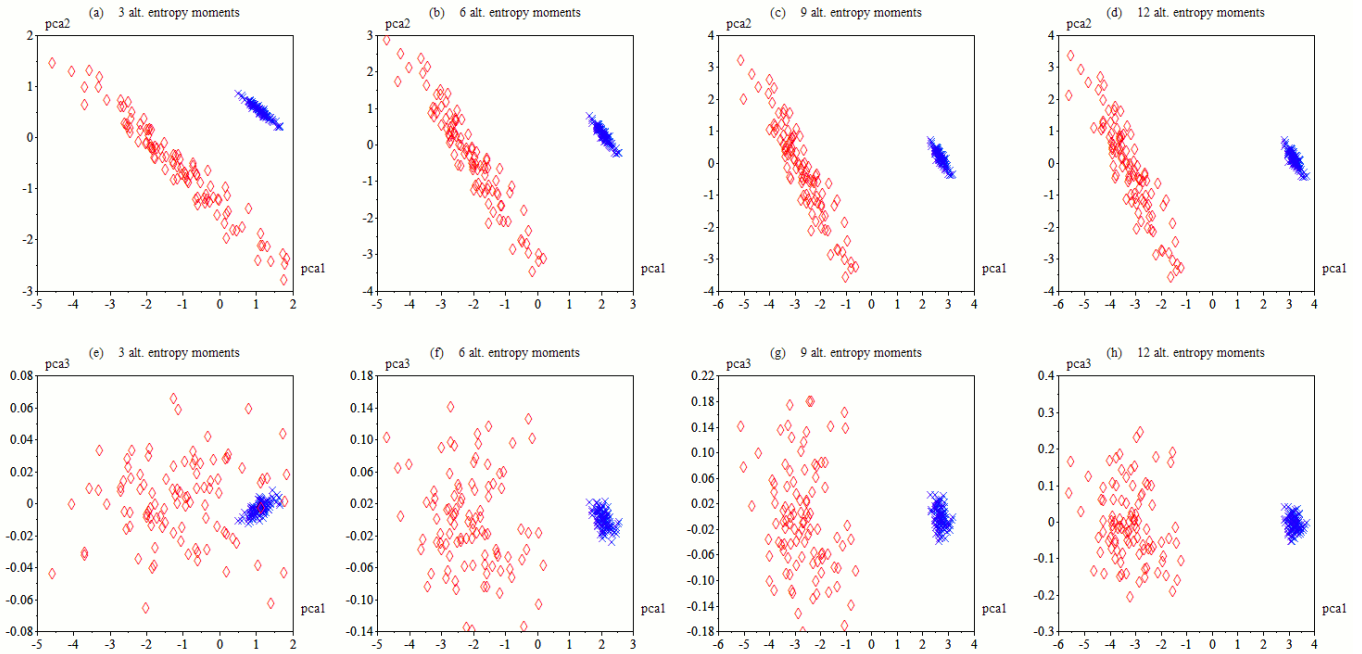 (a) 3 alt. entropy moments
pca2
2
1
0
-1
-2
-3
-5 -4 -3 -2 -1 0 1 2
pca1
(b) 6 alt. entropy moments
pca2
3
2
1
0
-1
-2
-3
-4
-5 -4 -3 -2 -1 0 1 2 3
pca1
(c) 9 alt. entropy moments
pca2
4
3
2
1
0
-1
-2
-3
-4
-6 -5 -4 -3 -2 -1 0 1 2 3 4
pca1
(d) 12 alt. entropy moments
pca2
4
3
2
1
0
-1
-2
-3
-4
-6 -5 -4 -3 -2 -1 0 1 2 3 4
pca1
(e) 3 alt. entropy moments
pca3
0.08
0.06
0.04
0.02
0
-0.02
-0.04
-0.06
-0.08
-5 -4 -3 -2 -1 0 1 2
pca1
(f) 6 alt. entropy moments
pca3
0.18
0.14
0.10
0.06
0.02
-0.02
-0.06
-0.10
-0.14
-5 -4 -3 -2 -1 0 1 2 3
pca1
(g) 9 alt. entropy moments
pca3
0.22
0.18
0.14
0.10
0.06
0.02
-0.02
-0.06
-0.10
-0.14
-0.18
-6 -5 -4 -3 -2 -1 0 1 2 3 4
pca1
(h) 12 alt. entropy moments
pca3
0.4
0.3
0.2
0.1
0
-0.1
-0.2
-0.3
-6 -5 -4 -3 -2 -1 0 1 2 3 4
pca1